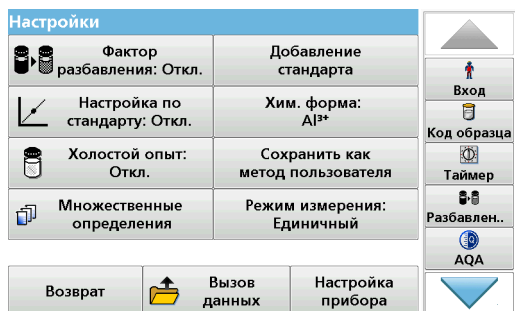 Настройки
Фактор
разбавления: Откл.
Добавление
стандарта
Настройка по
стандарту: Откл.
Хим. форма:
Al³⁺
Холостой опыт:
Откл.
Сохранить как
метод пользователя
Множественные
определения
Режим измерения:
Единичный
Возврат
Вызов
данных
Настройка
прибора
Вход
Код образца
Таймер
Разбавлен..
AQA